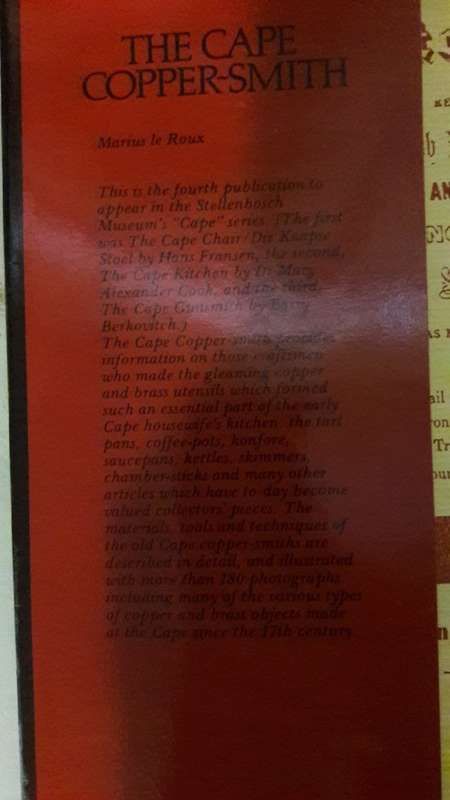 THE CAPE
COPPER-SMITH
Marius le Roux
This is the fourth publication to
appear in the Stellenbosch
Museum's "Cape" series. (The first
was The Cape Chair/Die Kaapse
Stoel by Hans Fransen, the second,
The Cape Kitchen by Dr Mary
Alexander Cook, and the third,
The Cape Gunsmith by Barry
Berkovitch.)
The Cape Copper-smith provides
information on those craftsmen
who made the gleaming copper
and brass utensils which formed
such an essential part of the early
Cape housewife's kitchen: the tart
pans, coffee-pots, konfore,
saucepans, kettles, skimmers,
chamber-sticks and many other
articles which have to-day become
valued collectors' pieces. The
materials, tools and techniques of
the old Cape copper-smiths are
described in detail, and illustrated
with more than 180 photographs
including many of the various types
of copper and brass objects made
at the Cape since the 17th century.
AN